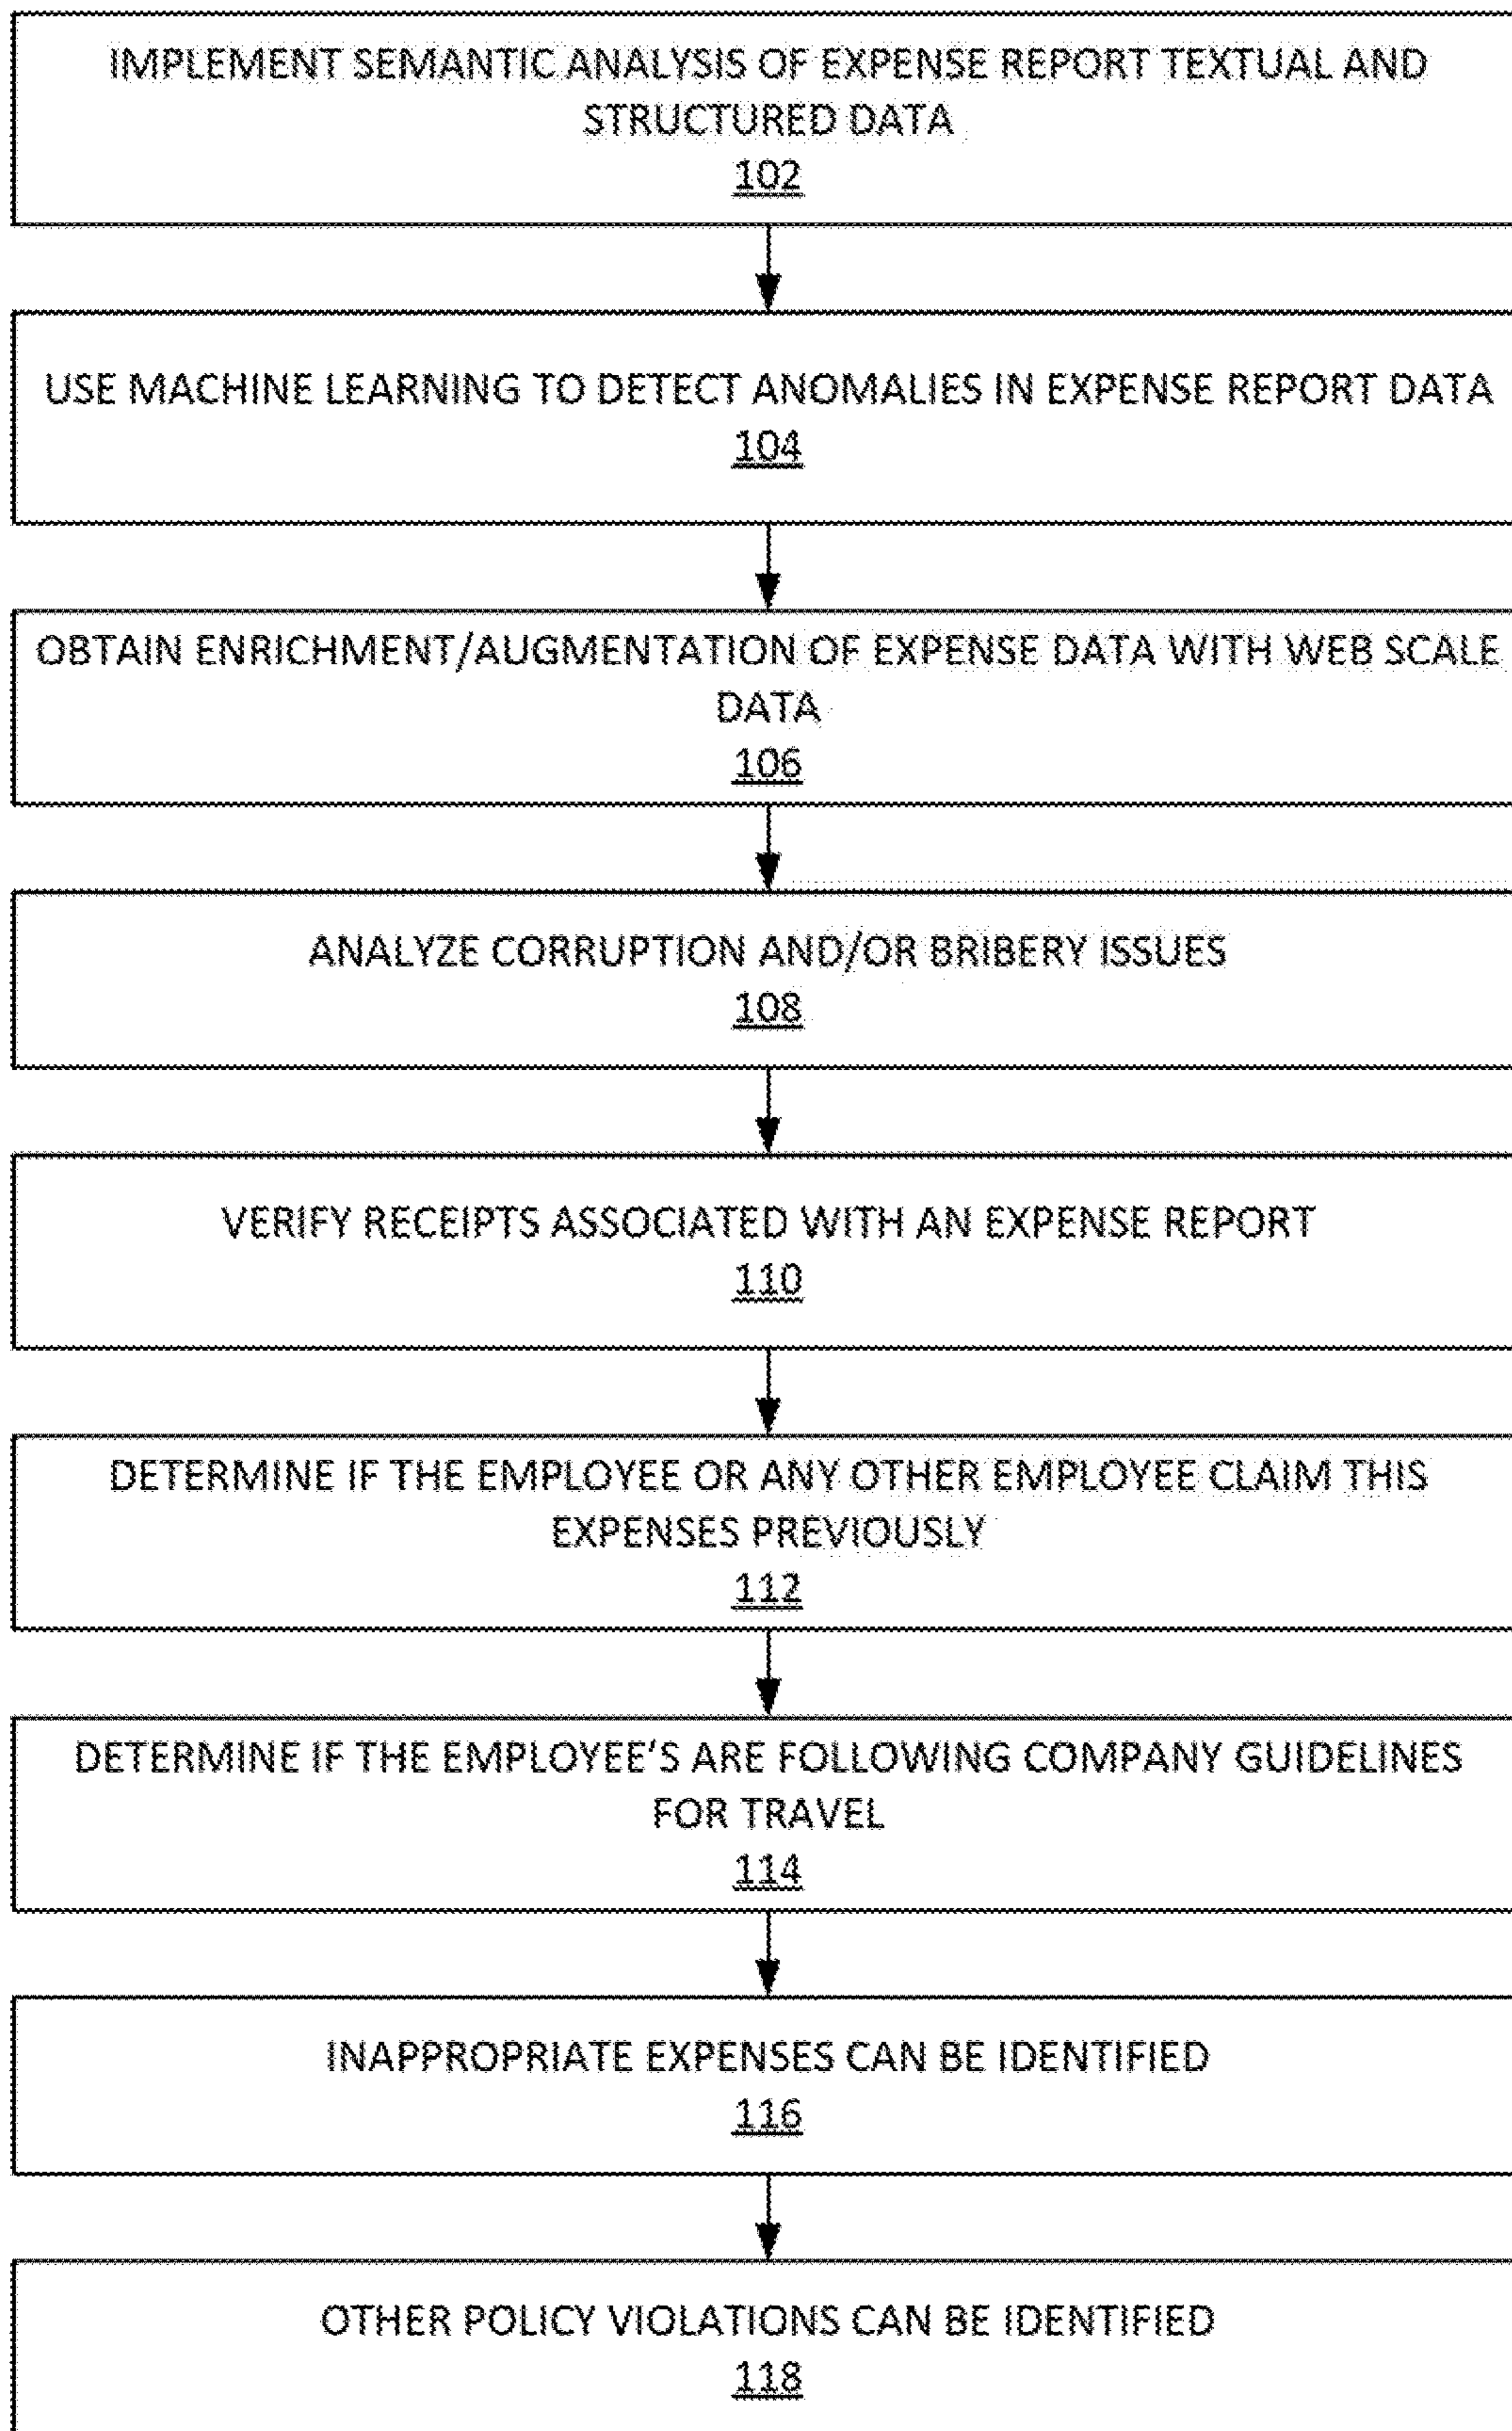 IMPLEMENT SEMANTIC ANALYSIS OF EXPENSE REPORT TEXTUAL AND
STRUCTURED DATA
102
USE MACHINE LEARNING TO DETECT ANOMALIES IN EXPENSE REPORT DATA
104
OBTAIN ENRICHMENT/AUGMENTATION OF EXPENSE DATA WITH WEB SCALE
DATA
106
ANALYZE CORRUPTION AND/OR BRIBERY ISSUES
108
VERIFY RECEIPTS ASSOCIATED WITH AN EXPENSE REPORT
110
DETERMINE IF THE EMPLOYEE OR ANY OTHER EMPLOYEE CLAIM THIS
EXPENSES PREVIOUSLY
112
DETERMINE IF THE EMPLOYEE'S ARE FOLLOWING COMPANY GUIDELINES
FOR TRAVEL
114
INAPPROPRIATE EXPENSES CAN BE IDENTIFIED
116
OTHER POLICY VIOLATIONS CAN BE IDENTIFIED
118